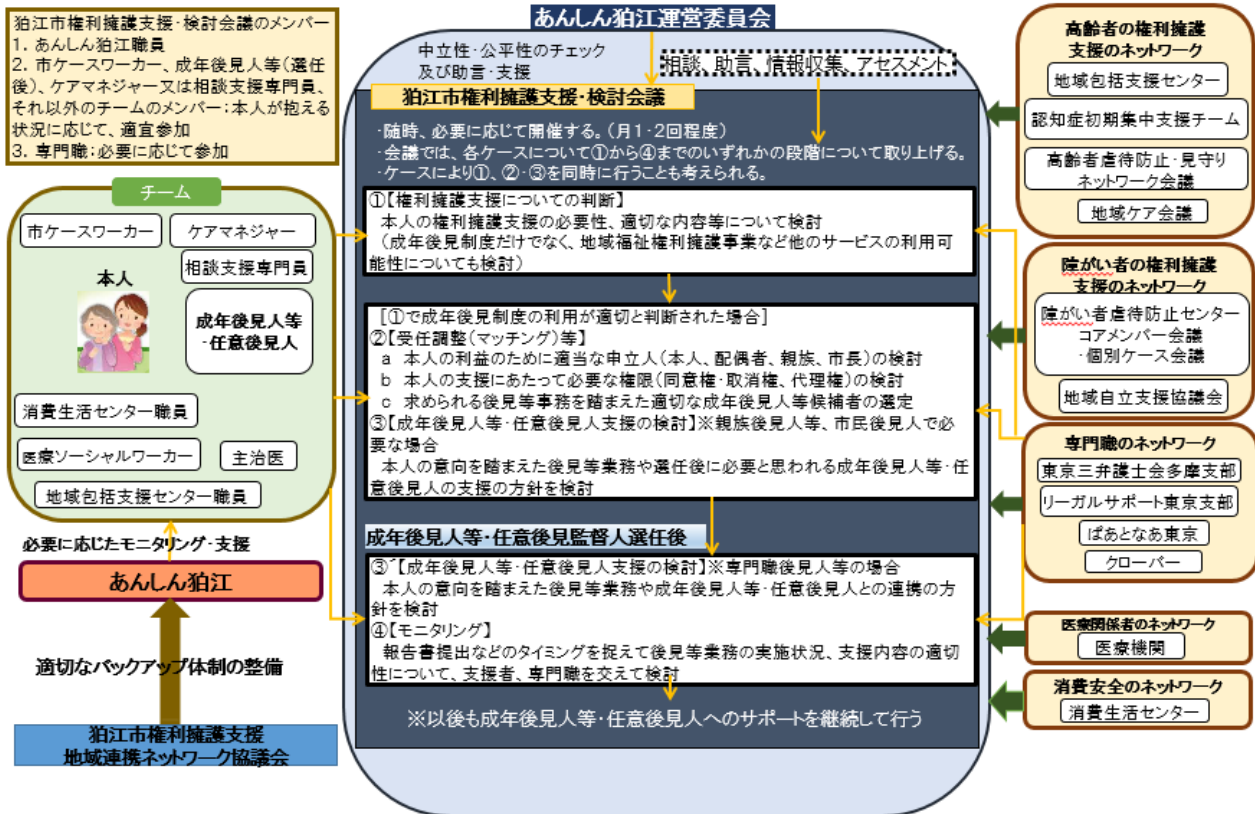 狛江市権利擁護支援・検討会議のメンバー
1. あんしん狛江職員
2. 市ケースワーカー、成年後見人等(選任
後)、ケアマネジャー又は相談支援専門員、
それ以外のチームのメンバー:本人が抱える
状況に応じて、適宜参加
3. 専門職:必要に応じて参加
チーム
市ケースワーカー
ケアマネジャー
相談支援専門員
本人
成年後見人等
・任意後見人
消費生活センター職員
医療ソーシャルワーカー
主治医
地域包括支援センター職員
必要に応じたモニタリング・支援
あんしん狛江
適切なバックアップ体制の整備
狛江市権利擁護支援
地域連携ネットワーク協議会
あんしん狛江運営委員会
中立性・公平性のチェック
及び助言・支援
相談、助言、情報収集、アセスメント
狛江市権利擁護支援・検討会議
・随時、必要に応じて開催する。(月1・2回程度)
・会議では、各ケースについて①から④までのいずれかの段階について取り上げる。
・ケースにより①、②・③を同時に行うことも考えられる。
①【権利擁護支援についての判断】
本人の権利擁護支援の必要性、適切な内容等について検討
(成年後見制度だけでなく、地域福祉権利擁護事業など他のサービスの利用可
能性についても検討)
[①で成年後見制度の利用が適切と判断された場合]
②【受任調整(マッチング)等】
a 本人の利益のために適当な申立人(本人、配偶者、親族、市長)の検討
b 本人の支援にあたって必要な権限(同意権・取消権、代理権)の検討
c 求められる後見等事務を踏まえた適切な成年後見人等候補者の選定
③【成年後見人等・任意後見人支援の検討】※親族後見人等、市民後見人で必
要な場合
本人の意向を踏まえた後見等業務や選任後に必要と思われる成年後見人等・任
意後見人の支援の方針を検討
成年後見人等・任意後見監督人選任後
③´【成年後見人等・任意後見人支援の検討】※専門職後見人等の場合
本人の意向を踏まえた後見等業務や成年後見人等・任意後見人との連携の方
針を検討
④【モニタリング】
報告書提出などのタイミングを捉えて後見等業務の実施状況、支援内容の適切
性について、支援者、専門職を交えて検討
※以後も成年後見人等・任意後見人へのサポートを継続して行う
高齢者の権利擁護
支援のネットワーク
地域包括支援センター
認知症初期集中支援チーム
高齢者虐待防止・見守り
ネットワーク会議
地域ケア会議
障がい者の権利擁護
支援のネットワーク
障がい者虐待防止センター
コアメンバー会議
・個別ケース会議
地域自立支援協議会
専門職のネットワーク
東京三弁護士会多摩支部
リーガルサポート東京支部
ぱあとなあ東京
クローバー
医療関係者のネットワーク
医療機関
消費安全のネットワーク
消費生活センター